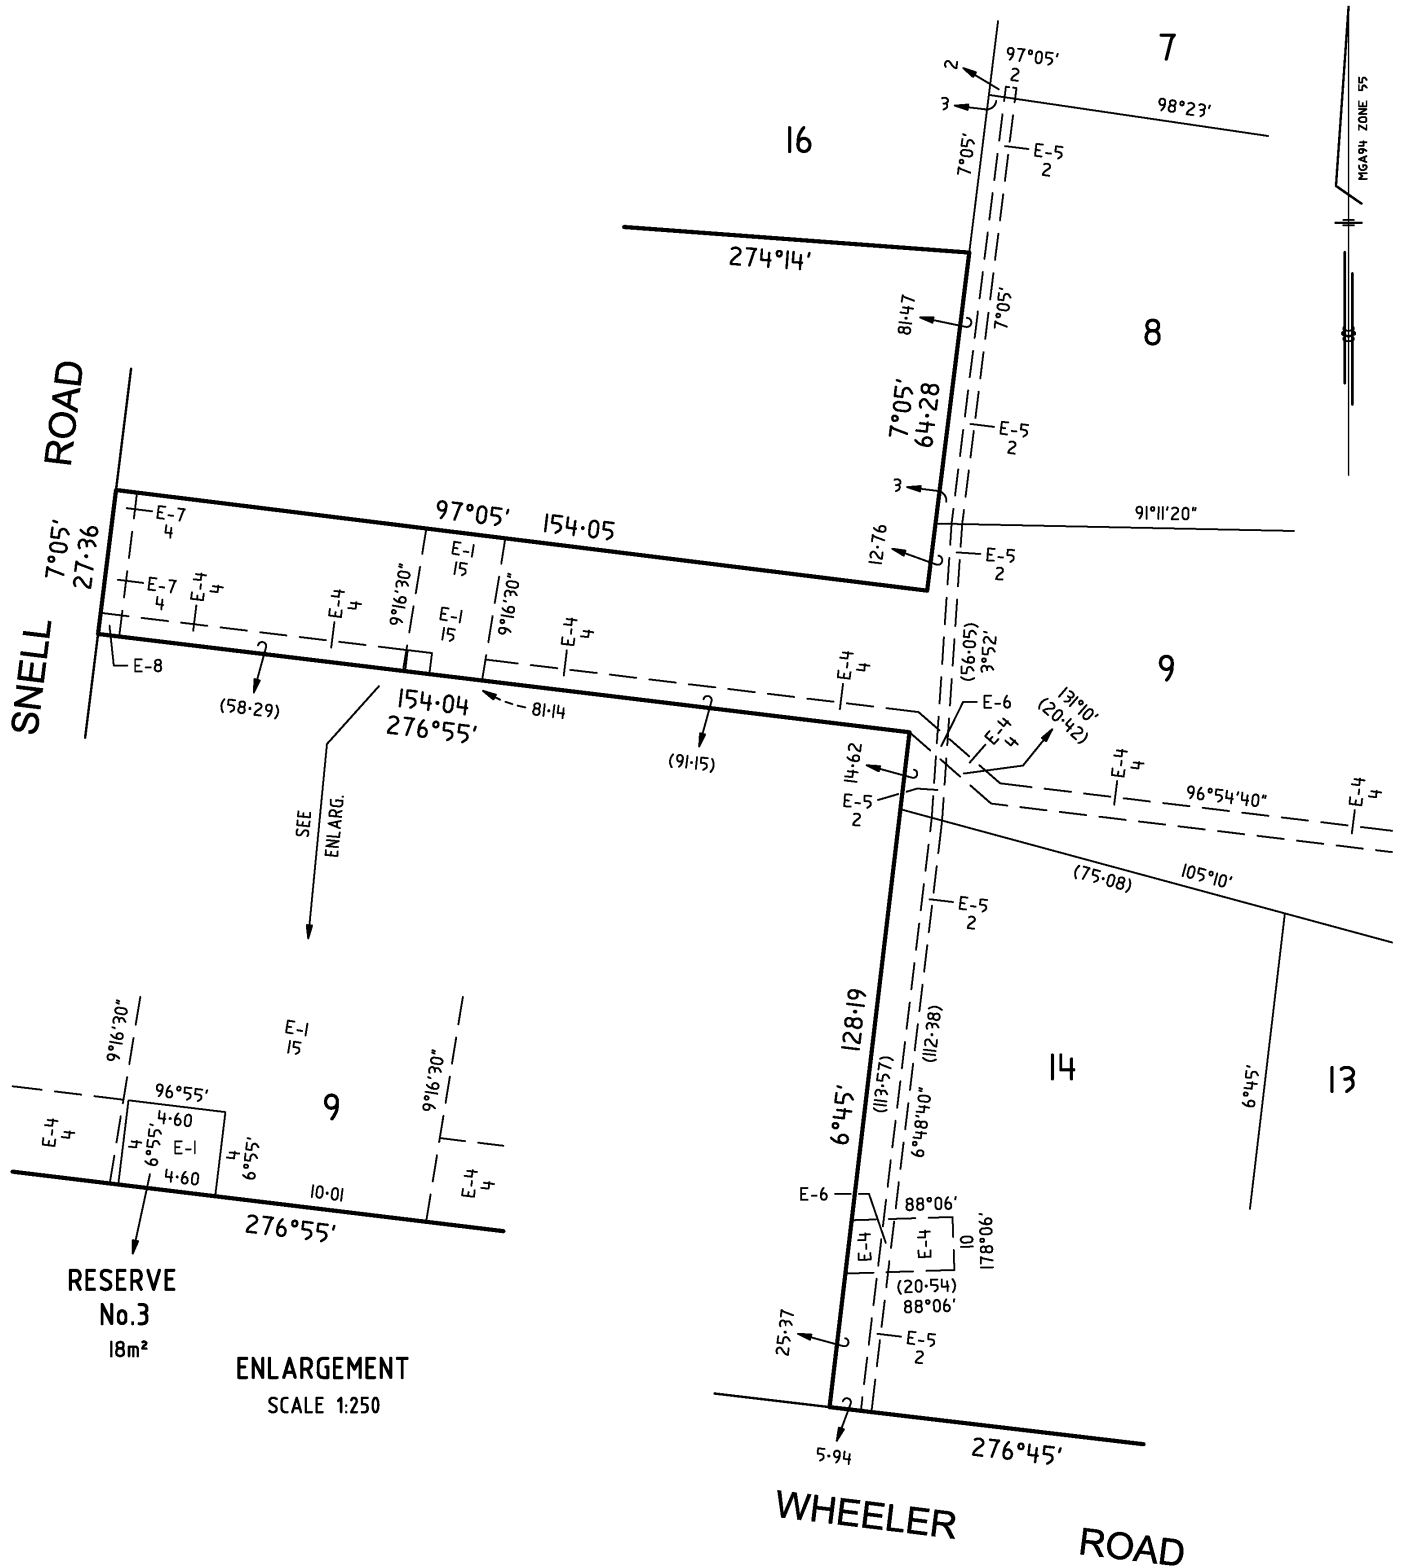 7
97°05'
2
2
3
98°23'
MGA94 ZONE 55
16
7°05'
E-5
2
274°14'
81·47
7°05'
8
7°05'
64·28
E-5
2
ROAD
3
97°05' 154·05
91°11'20"
7°05'
27·36
E-7
4
E-1
15
12·76
E-5
2
E-7
4
E-4
4
E-4
4
9°16'30"
E-1
15
9°16'30"
E-4
4
(56·05)
3°52'
9
SNELL
E-8
E-4
4
E-6
131°10'
(20·42)
(58·29)
154·04
276°55'
81·14
E-4
4
(91·15)
14·62
E-4
4
E-4
4
96°54'40"
E-5
2
SEE
ENLARG.
(75·08)
105°10'
E-5
2
128·19
6°45'
(113·57)
(112·38)
6°48'40"
14
13
6°45'
9°16'30"
E-1
15
9°16'30"
96°55'
4·60
9
E-4
4
4
6°55'
E-1
4
6°55'
4·60
10·01
E-4
4
276°55'
E-6
88°06'
E-4
E-4
10
178°06'
(20·54)
88°06'
RESERVE
No.3
18m²
25·37
E-5
2
ENLARGEMENT
SCALE 1:250
5·94
276°45'
WHEELER ROAD